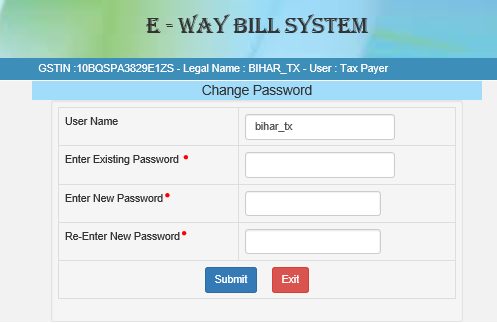 E - WAY BILL SYSTEM
GSTIN :10BQSPA3829E1ZS - Legal Name : BIHAR_TX - User : Tax Payer
Change Password
User Name
bihar_tx
Enter Existing Password •
Enter New Password •
Re-Enter New Password •
Submit Exit